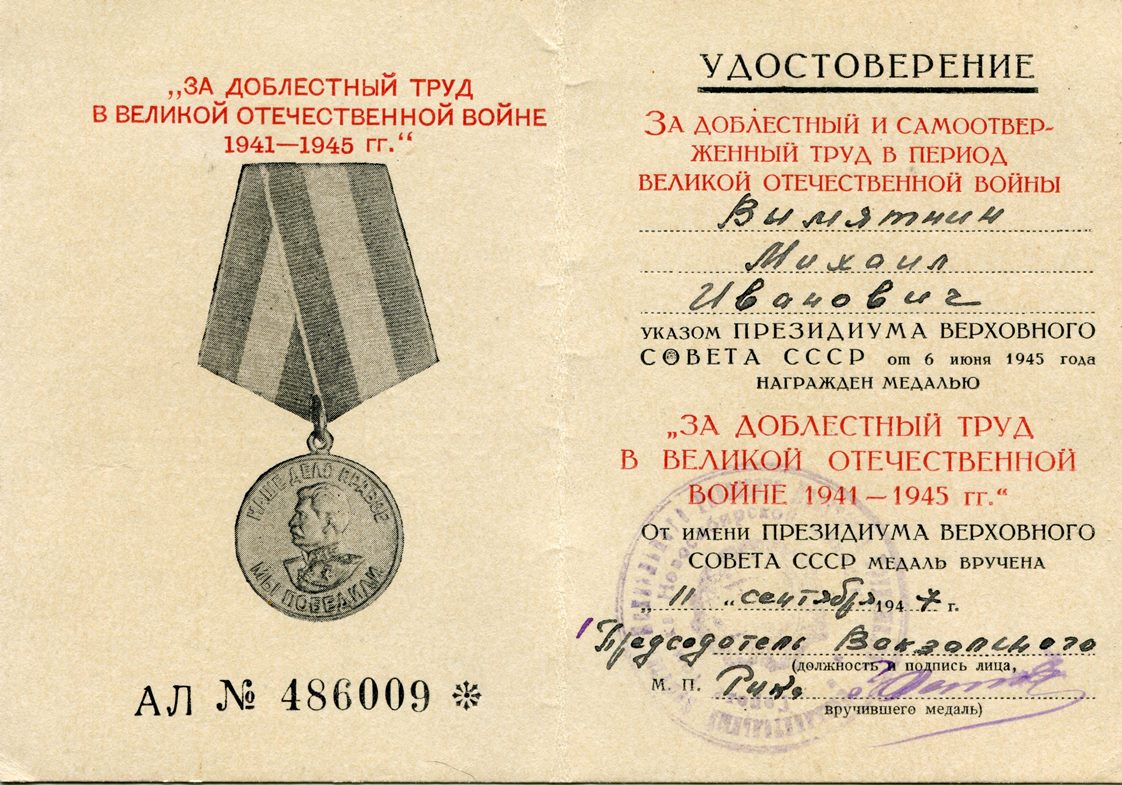 „ЗА ДОБЛЕСТНЫЙ ТРУД
В ВЕЛИКОЙ ОТЕЧЕСТВЕННОЙ ВОЙНЕ
1941—1945 гг.“
НАШЕ ДЕЛО ПРАВОЕ
МЫ ПОБЕДИЛИ
АЛ № 486009
УДОСТОВЕРЕНИЕ
ЗА ДОБЛЕСТНЫЙ И САМООТВЕР-
ЖЕННЫЙ ТРУД В ПЕРИОД
ВЕЛИКОЙ ОТЕЧЕСТВЕННОЙ ВОЙНЫ
Вымятнин
Михаил
Иванович
УКАЗОМ ПРЕЗИДИУМА ВЕРХОВНОГО
СОВЕТА СССР от 6 июня 1945 года
НАГРАЖДЕН МЕДАЛЬЮ
„ЗА ДОБЛЕСТНЫЙ ТРУД
В ВЕЛИКОЙ ОТЕЧЕСТВЕННОЙ
ВОЙНЕ 1941—1945 гг.“
ОТ ИМЕНИ ПРЕЗИДИУМА ВЕРХОВНОГО
СОВЕТА СССР МЕДАЛЬ ВРУЧЕНА
„11“ сентября 1947 г.
Председатель Вокзального
(должность и подпись лица,
М. П. Рик.
вручившего медаль)